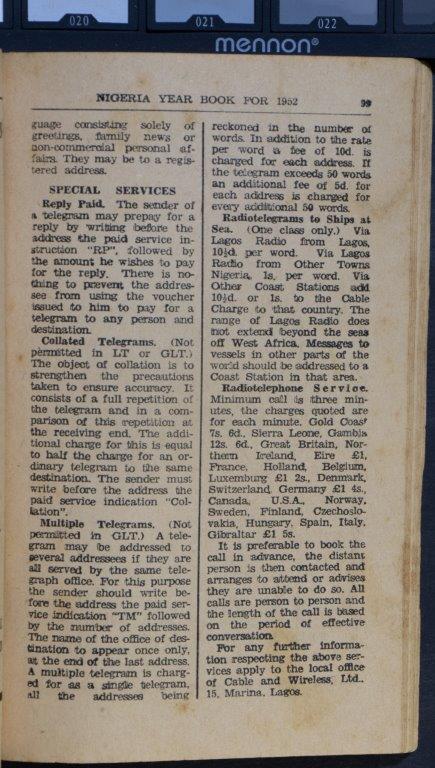 020
021
022
mennon®
NIGERIA YEAR BOOK FOR 1952 99
guage consisting solely of
greetings, family news or
non-commercial personal af-
fairs. They may be to a regis-
tered address.
SPECIAL SERVICES
Reply Paid. The sender of
a telegram may prepay for a
reply by writing before the
address the paid service in-
struction "RP", followed by
the amount he wishes to pay
for the reply. There is no-
thing to prevent the addres-
see from using the voucher
issued to him to pay for a
telegram to any person and
destination.
Collated Telegrams. (Not
permitted in LT or GLT.)
The object of collation is to
strengthen the precautions
taken to ensure accuracy. It
consists of a full repetition of
the telegram and in a com-
parison of this repetition at
the receiving end. The addi-
tional charge for this is equal
to half the charge for an or-
dinary telegram to the same
destination. The sender must
write before the address the
paid service indication "Col-
lation".
Multiple Telegrams. (Not
permitted in GLT.) A tele-
gram may be addressed to
several addressees if they are
all served by the same tele-
graph office. For this purpose
the sender should write be-
fore the address the paid ser-
vice indication "TM" followed
by the number of addresses.
The name of the office of des-
tination to appear once only,
at the end of the last address.
A multiple telegram is charg-
ed for as a single telegram,
all the addresses being
reckoned in the number of
words. In addition to the rate
per word a fee of 10d. is
charged for each address. If
the telegram exceeds 50 words
an additional fee of 5d. for
each address is charged for
every additional 50 words.
Radiotelegrams to Ships at
Sea. (One class only.) Via
Lagos Radio from Lagos,
10½d. per word. Via Lagos
Radio from Other Towns
Nigeria, 1s. per word. Via
Other Coast Stations add
10½d. or 1s. to the Cable
Charge to that country. The
range of Lagos Radio does
not extend beyond the seas
off West Africa. Messages to
vessels in other parts of the
world should be addressed to a
Coast Station in that area.
Radiotelephone Service.
Minimum call is three min-
utes, the charges quoted are
for each minute. Gold Coast
7s. 6d., Sierra Leone, Gambia
12s. 6d., Great Britain, Nor-
thern Ireland, Eire £1,
France, Holland, Belgium,
Luxemburg £1 2s., Denmark,
Switzerland, Germany £1 4s.,
Canada, U.S.A., Norway,
Sweden, Finland, Czechoslo-
vakia, Hungary, Spain, Italy,
Gibraltar £1 5s.
It is preferable to book the
call in advance, the distant
person is then contacted and
arranges to attend or advises
they are unable to do so. All
calls are person to person and
the length of the call is based
on the period of effective
conversation.
For any further informa-
tion respecting the above ser-
vices apply to the local office
of Cable and Wireless, Ltd..
15, Marina, Lagos.